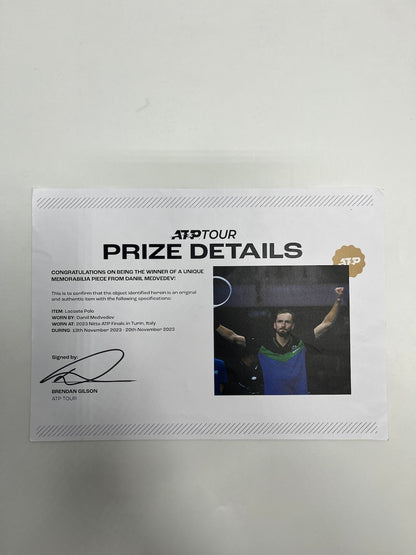 ATP TOUR
PRIZE DETAILS
CONGRATULATIONS ON BEING THE WINNER OF A UNIQUE
MEMORABILIA PIECE FROM DANIIL MEDVEDEV!
ATP
This is to confirm that the object identified herein is an original
and authentic item with the following specifications:
ITEM: Lacoste Polo
WORN BY: Daniil Medvedev
WORN AT: 2023 Nitto ATP Finals, in Turin, Italy
DURING: 13th November 2023 - 20th November 2023
Signed by:
BRENDAN GILSON
ATP TOUR